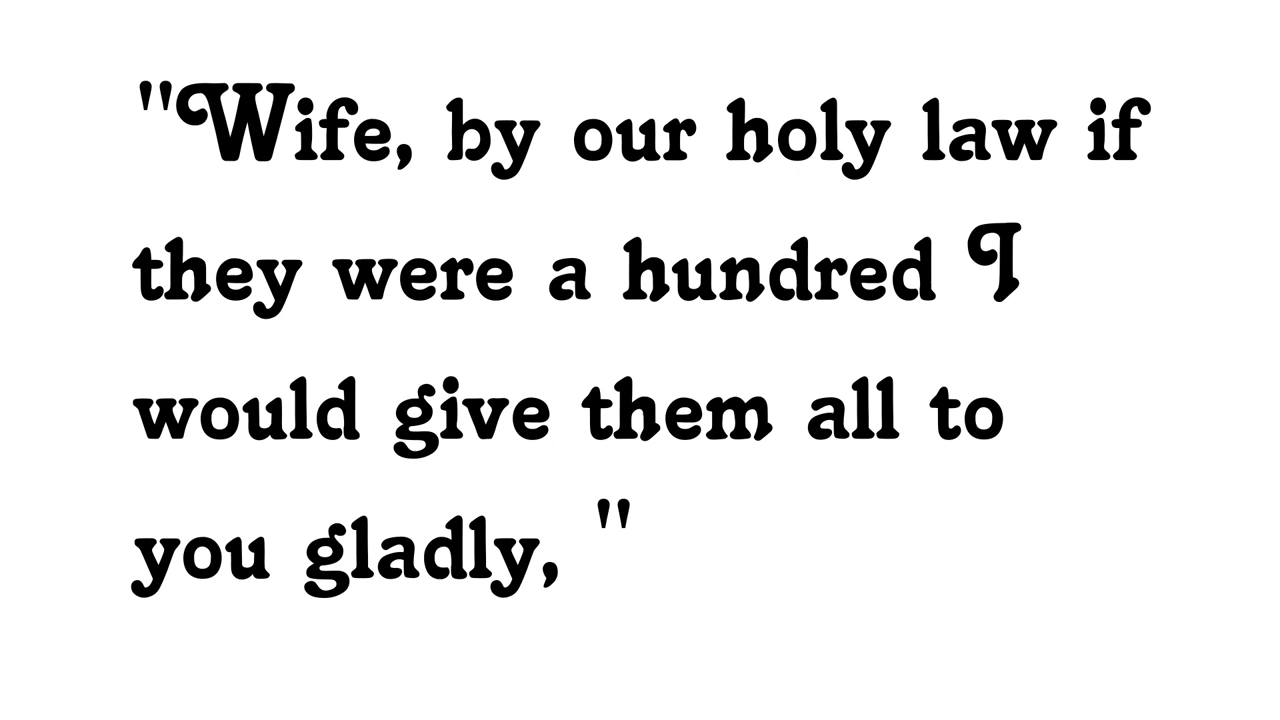 "Wife, by our holy law if
they were a hundred I
would give them all to
you gladly, "